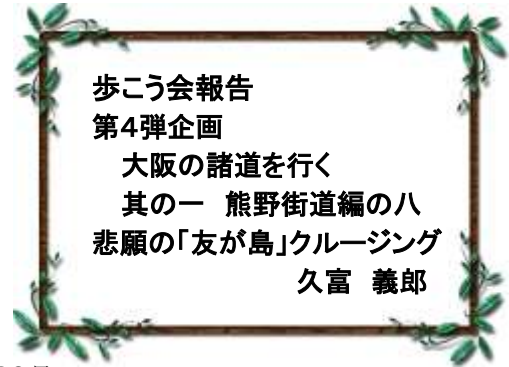 歩こう会報告
第4弾企画
大阪の諸道を行く
其の一 熊野街道編の八
悲願の「友が島」クルージング
久富 義郎